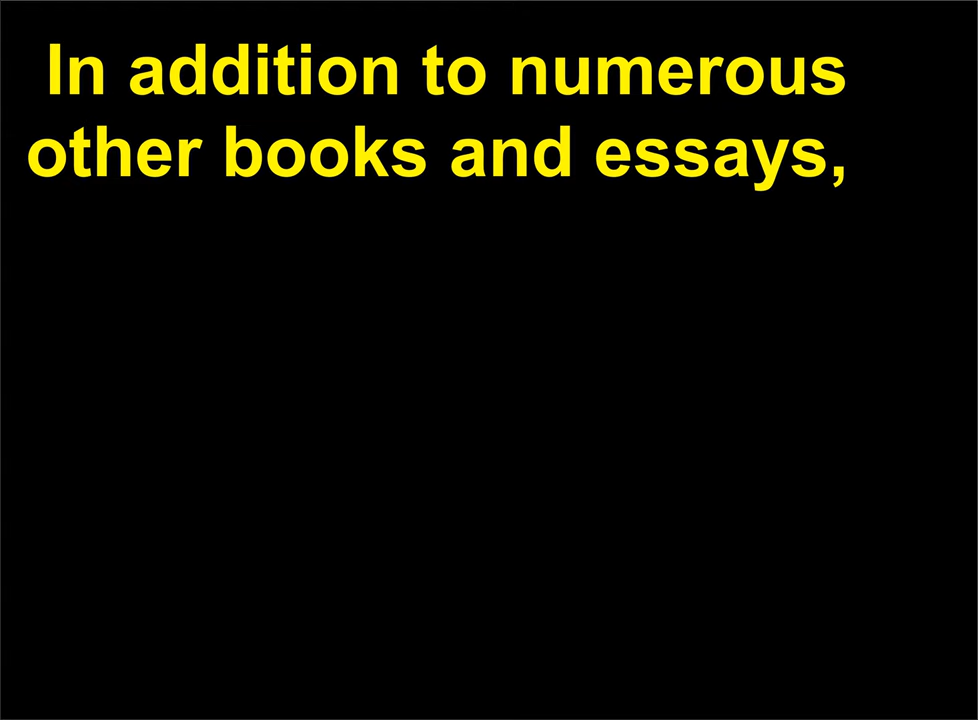 In addition to numerous
other books and essays,